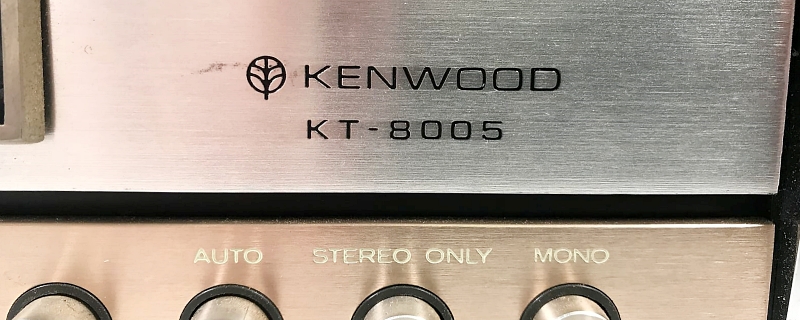 KENWOOD
KT-8005
AUTO STEREO ONLY MONO